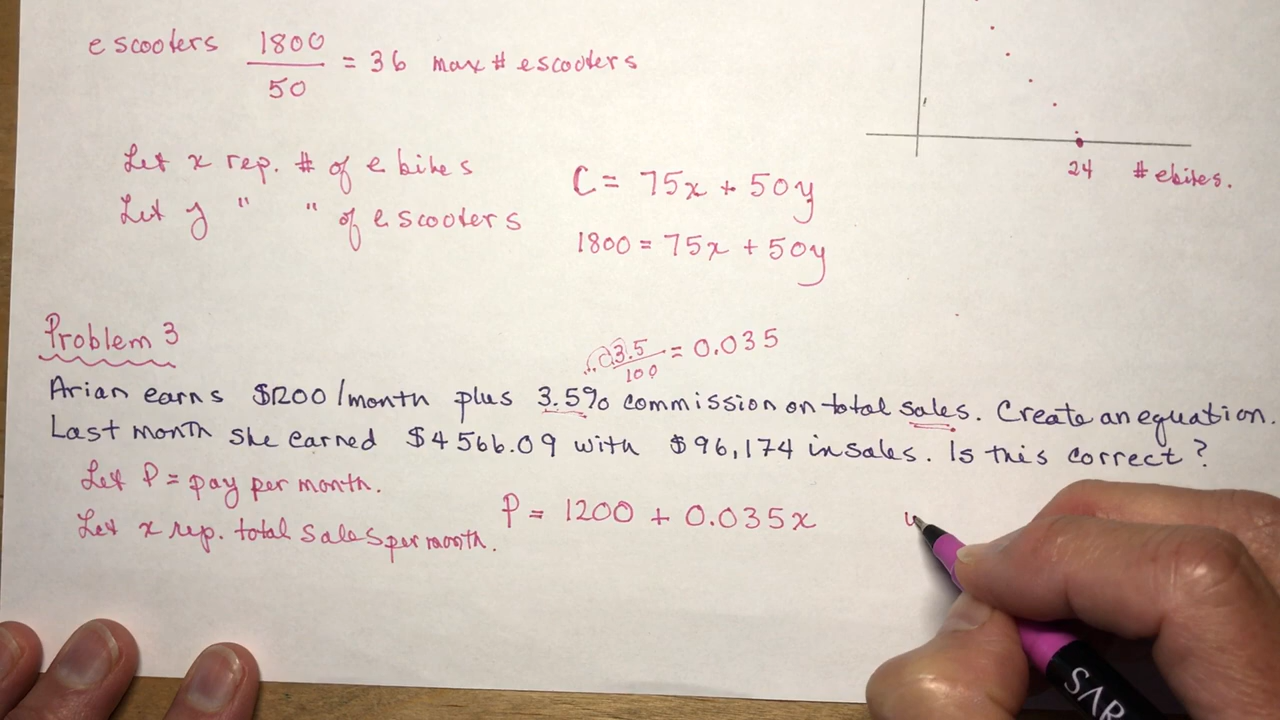 e scooters 1800/50 = 36 max # escooters
Let x rep. # of e bikes
Let y " " of e scooters
C = 75x + 50y
1800 = 75x + 50y
24 # ebikes.
Problem 3
3.5/100 = 0.035
Arian earns $1200/month plus 3.5% commission on total sales. Create an equation.
Last month she earned $4566.09 with $96,174 in sales. Is this correct?
Let P = pay per month.
Let x rep. total sales per month.
P = 1200 + 0.035x
SAR